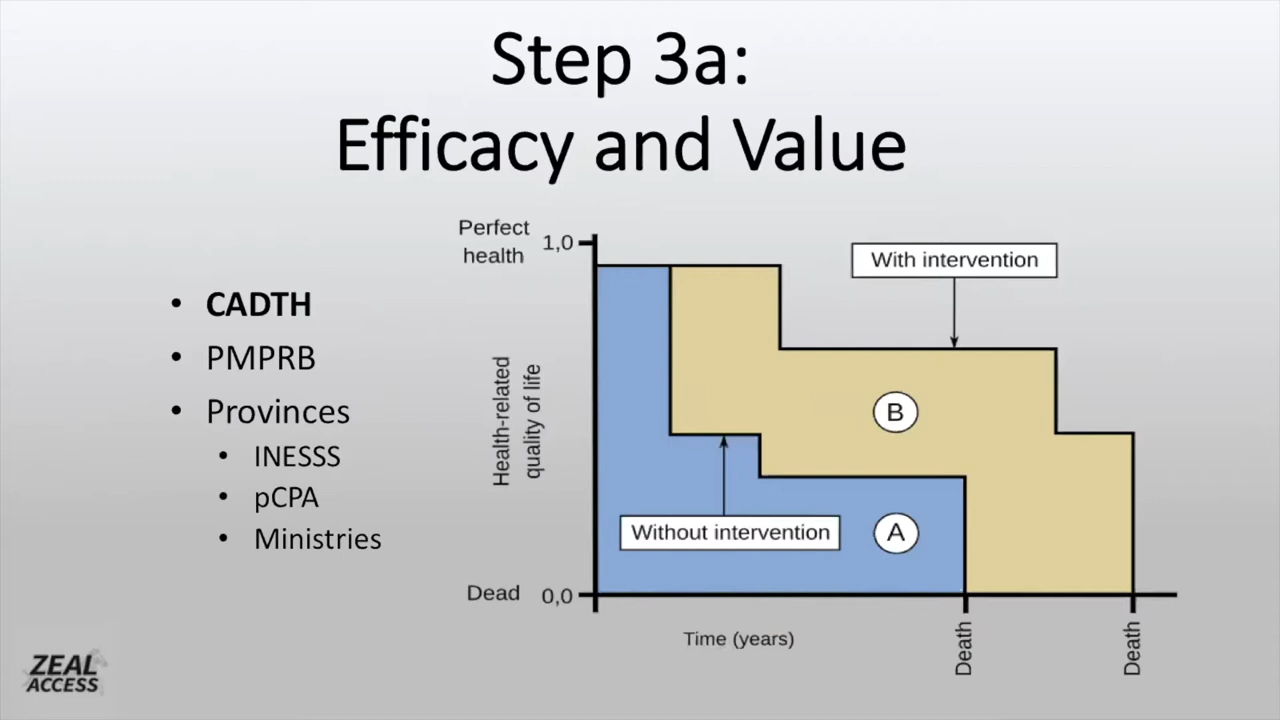 Step 3a:
Efficacy and Value
• CADTH
• PMPRB
• Provinces
• INESSS
• pCPA
• Ministries
Perfect
health
1,0
With intervention
Health-related
quality of life
B
Without intervention
A
Dead
0,0
Time (years)
Death
Death
ZEAL
ACCESS